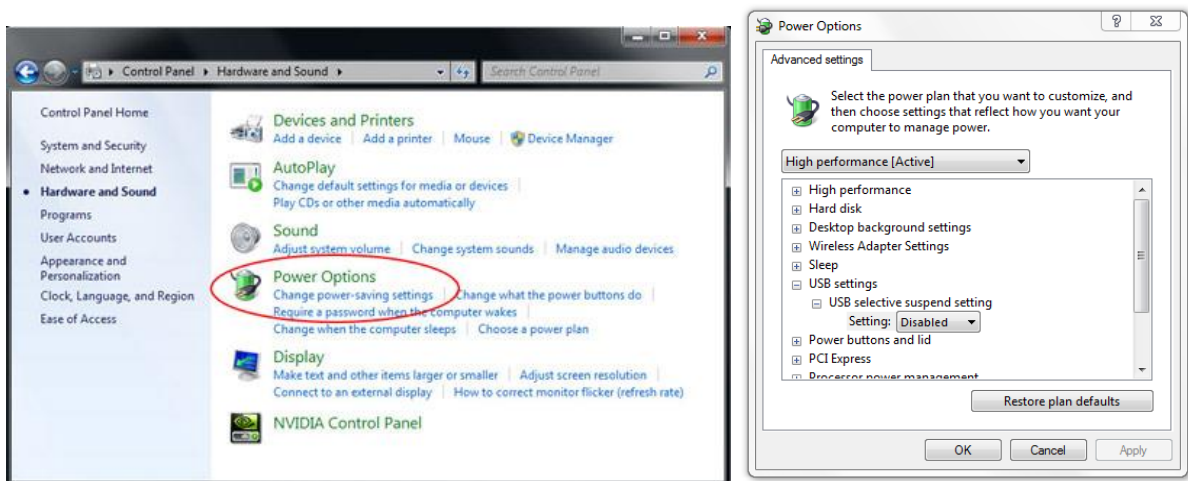 Control Panel ▸ Hardware and Sound ▸
Search Control Panel
Control Panel Home
System and Security
Network and Internet
Hardware and Sound
Programs
User Accounts
Appearance and
Personalization
Clock, Language, and Region
Ease of Access
Devices and Printers
Add a device Add a printer Mouse Device Manager
AutoPlay
Change default settings for media or devices
Play CDs or other media automatically
Sound
Adjust system volume Change system sounds Manage audio devices
Power Options
Change power-saving settings Change what the power buttons do
Require a password when the computer wakes
Change when the computer sleeps Choose a power plan
Display
Make text and other items larger or smaller Adjust screen resolution
Connect to an external display How to correct monitor flicker (refresh rate)
NVIDIA Control Panel
Power Options
Advanced settings
Select the power plan that you want to customize, and
then choose settings that reflect how you want your
computer to manage power.
High performance [Active]
High performance
Hard disk
Desktop background settings
Wireless Adapter Settings
Sleep
USB settings
USB selective suspend setting
Setting: Disabled
Power buttons and lid
PCI Express
Processor power management
Restore plan defaults
OK Cancel Apply